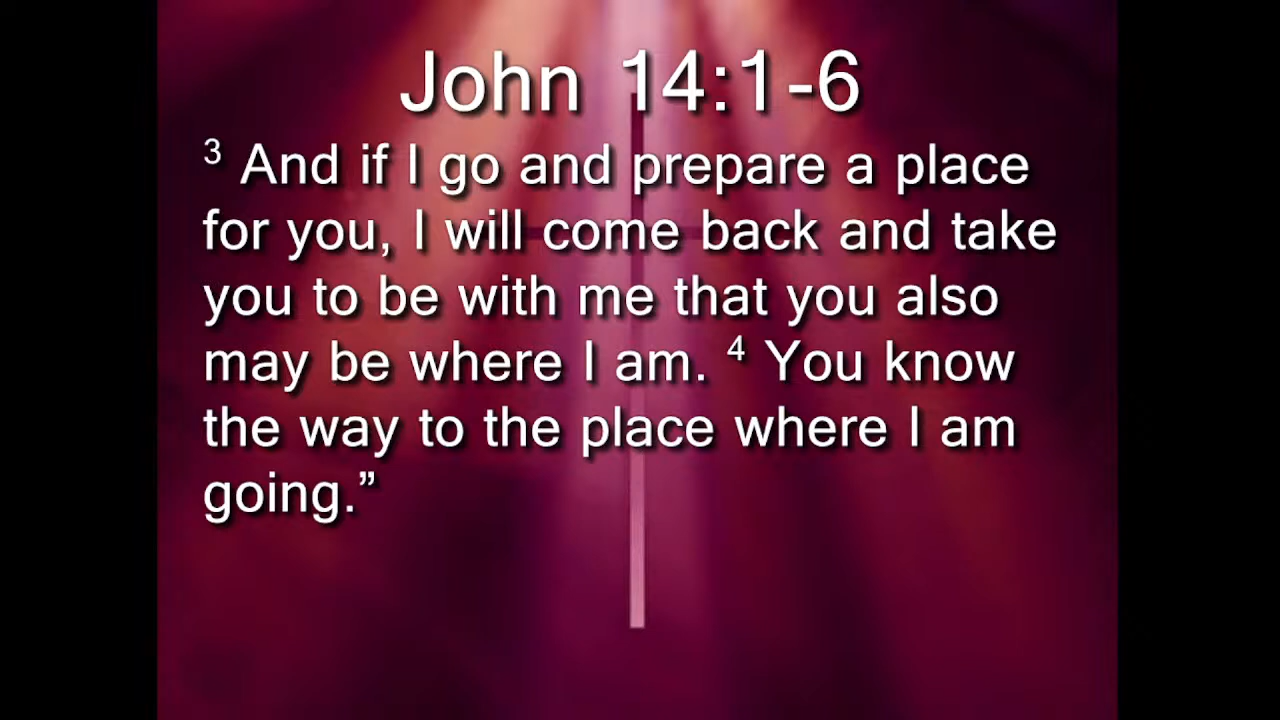 John 14:1-6
³ And if I go and prepare a place
for you, I will come back and take
you to be with me that you also
may be where I am. ⁴ You know
the way to the place where I am
going.”